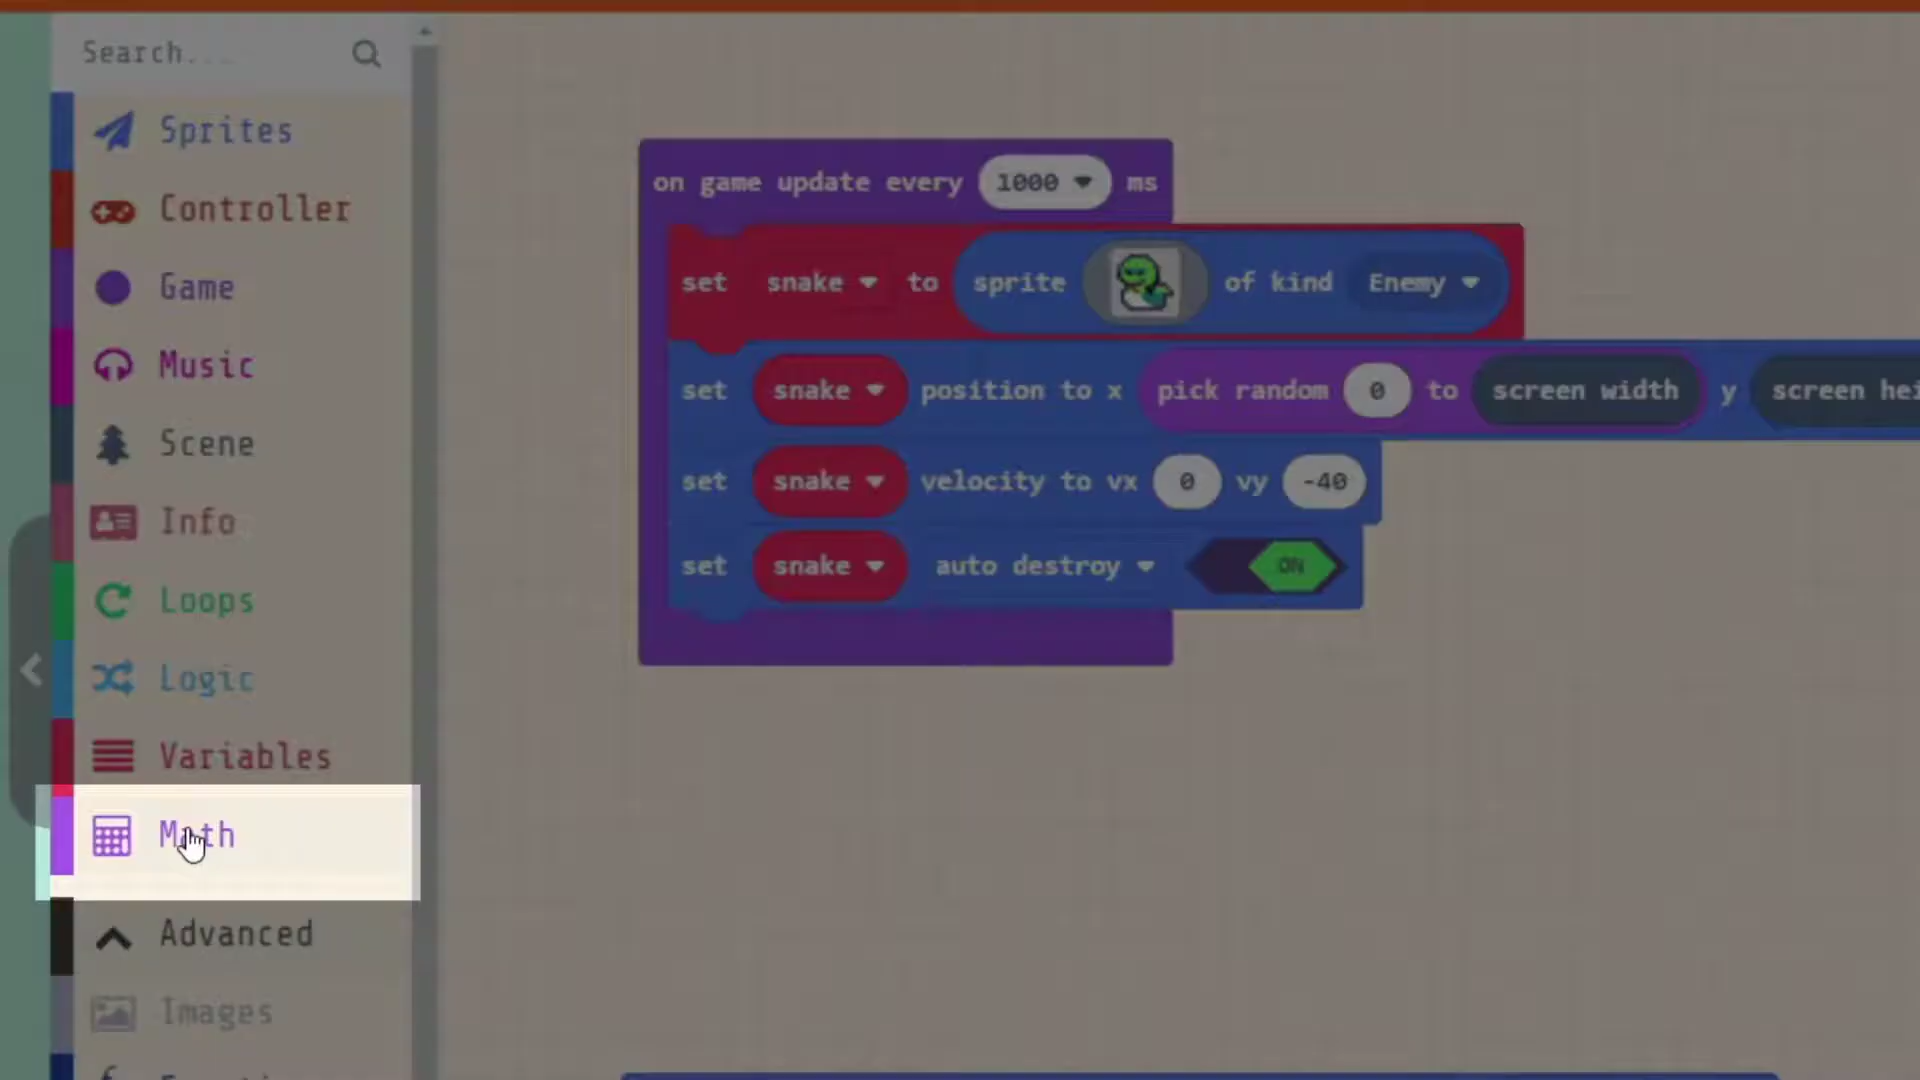 Search...
Sprites
Controller
Game
Music
Scene
Info
Loops
Logic
Variables
Math
Advanced
Images
on game update every 1000 ms
set snake to sprite of kind Enemy
set snake position to x pick random 0 to screen width y screen hei
set snake velocity to vx 0 vy -40
set snake auto destroy ON